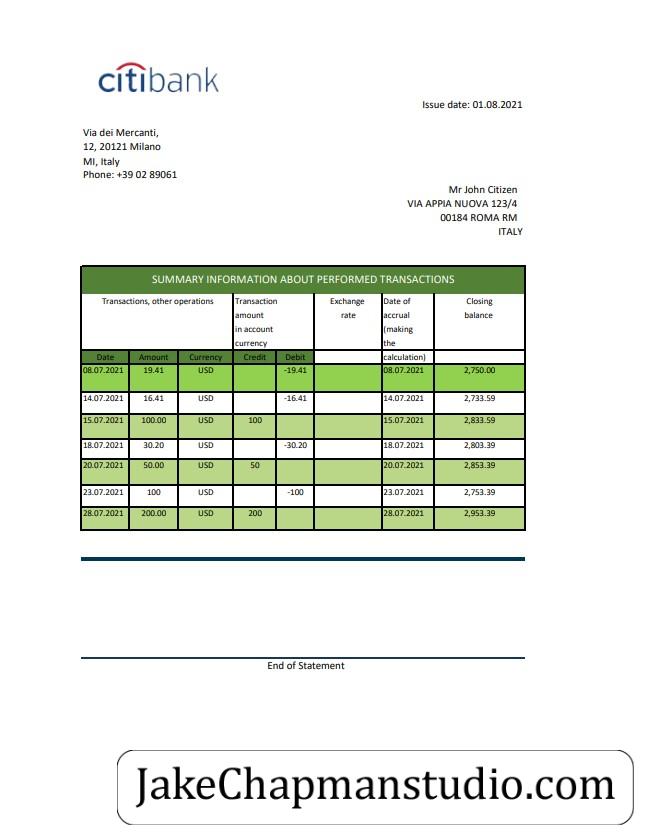 citibank
Issue date: 01.08.2021
Via dei Mercanti,
12, 20121 Milano
MI, Italy
Phone: +39 02 89061
Mr John Citizen
VIA APPIA NUOVA 123/4
00184 ROMA RM
ITALY
SUMMARY INFORMATION ABOUT PERFORMED TRANSACTIONS
Transactions, other operations Transaction Exchange Date of Closing
amount rate accrual balance
in account (making
currency the
Date Amount Currency Credit Debit calculation)
08.07.2021 19.41 USD -19.41 08.07.2021 2,750.00
14.07.2021 16.41 USD -16.41 14.07.2021 2,733.59
15.07.2021 100.00 USD 100 15.07.2021 2,833.59
18.07.2021 30.20 USD -30.20 18.07.2021 2,803.39
20.07.2021 50.00 USD 50 20.07.2021 2,853.39
23.07.2021 100 USD -100 23.07.2021 2,753.39
28.07.2021 200.00 USD 200 28.07.2021 2,953.39
End of Statement
JakeChapmanstudio.com